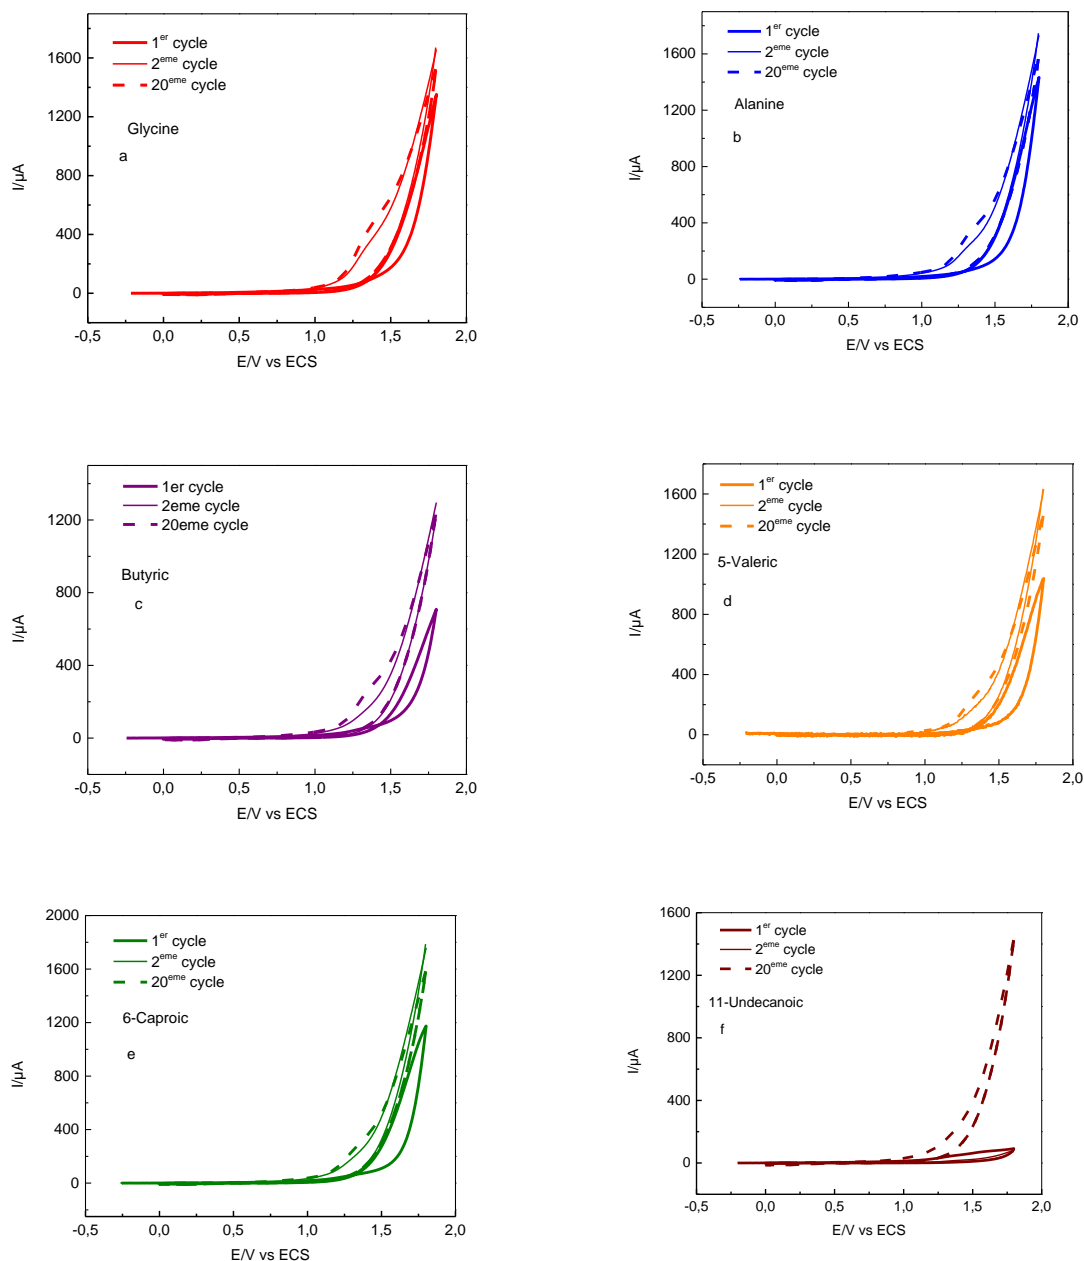 1600
1200
800
400
0
I/µA
1er cycle
2eme cycle
20eme cycle
Glycine
a
-0,5 0,0 0,5 1,0 1,5 2,0
E/V vs ECS
1800
1600
1400
1200
1000
800
600
400
200
0
I/µA
1er cycle
2eme cycle
20eme cycle
Alanine
b
-0,5 0,0 0,5 1,0 1,5 2,0
E/V vs ECS
1200
800
400
0
I/µA
1er cycle
2eme cycle
20eme cycle
Butyric
c
-0,5 0,0 0,5 1,0 1,5 2,0
E/V vs ECS
1600
1200
800
400
0
I/µA
1er cycle
2eme cycle
20eme cycle
5-Valeric
d
-0,5 0,0 0,5 1,0 1,5 2,0
E/V vs ECS
2000
1600
1200
800
400
0
I/µA
1er cycle
2eme cycle
20eme cycle
6-Caproic
e
-0,5 0,0 0,5 1,0 1,5 2,0
E/V vs ECS
1600
1200
800
400
0
I/µA
1er cycle
2eme cycle
20eme cycle
11-Undecanoic
f
-0,5 0,0 0,5 1,0 1,5 2,0
E/V vs ECS